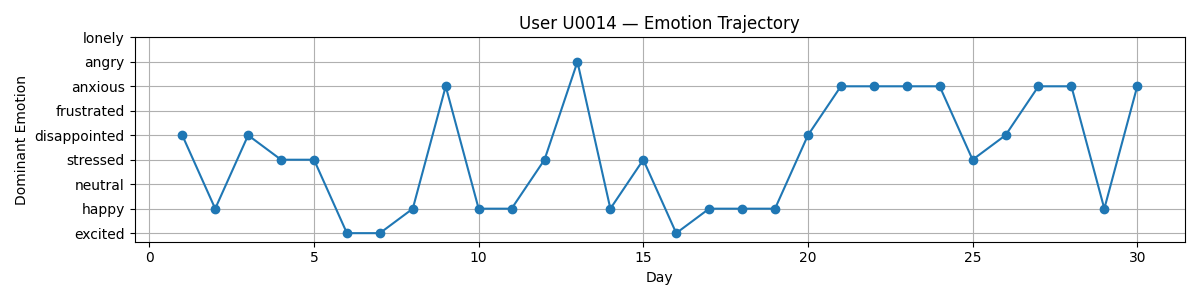 User U0014 — Emotion Trajectory
Dominant Emotion
lonely
angry
anxious
frustrated
disappointed
stressed
neutral
happy
excited
0 5 10 15 20 25 30
Day